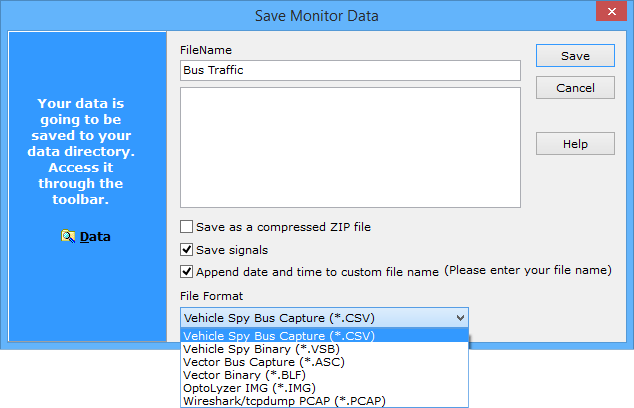 Save Monitor Data
Your data is
going to be
saved to your
data directory.
Access it
through the
toolbar.
Data
FileName
Bus Traffic
Save
Cancel
Help
Save as a compressed ZIP file
Save signals
Append date and time to custom file name (Please enter your file name)
File Format
Vehicle Spy Bus Capture (*.CSV)
Vehicle Spy Bus Capture (*.CSV)
Vehicle Spy Binary (*.VSB)
Vector Bus Capture (*.ASC)
Vector Binary (*.BLF)
OptoLyzer IMG (*.IMG)
Wireshark/tcpdump PCAP (*.PCAP)